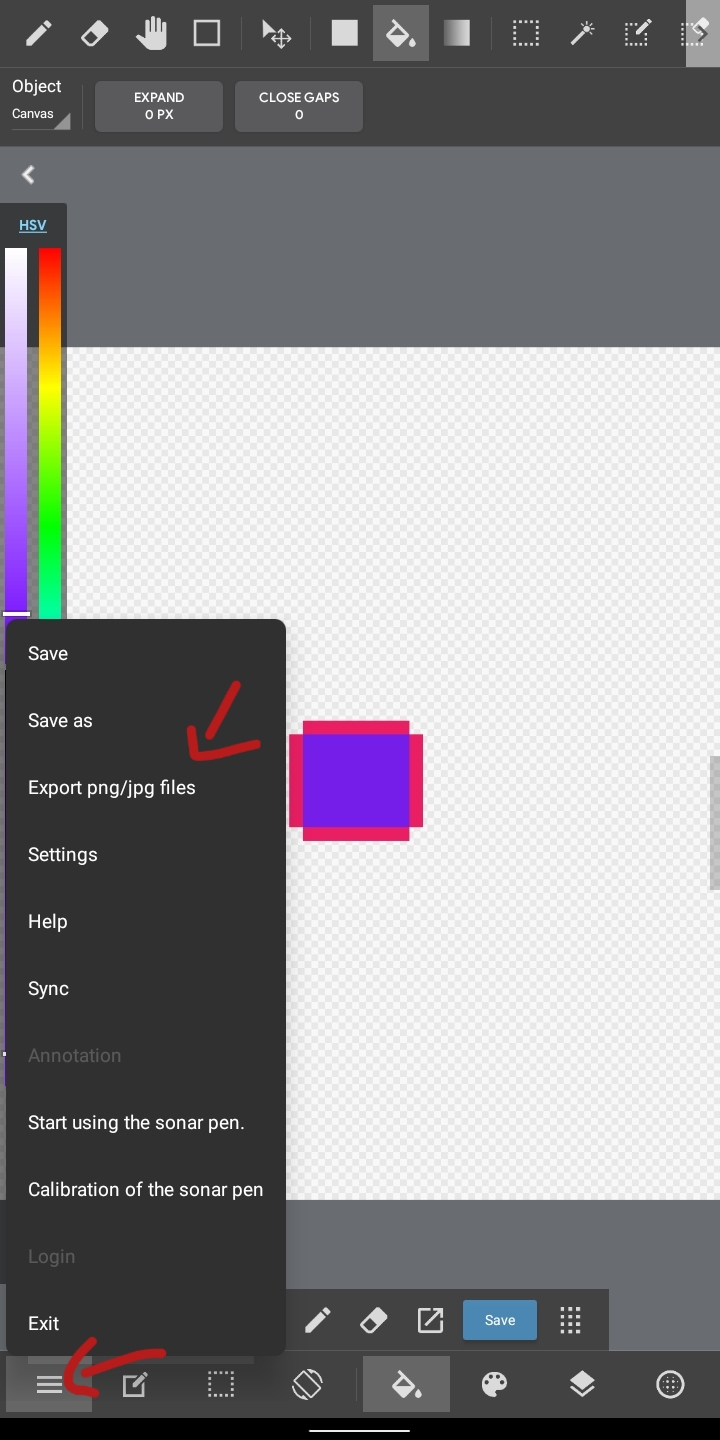 Object
Canvas
EXPAND
0 PX
CLOSE GAPS
0
HSV
Save
Save as
Export png/jpg files
Settings
Help
Sync
Annotation
Start using the sonar pen.
Calibration of the sonar pen
Login
Exit
Save